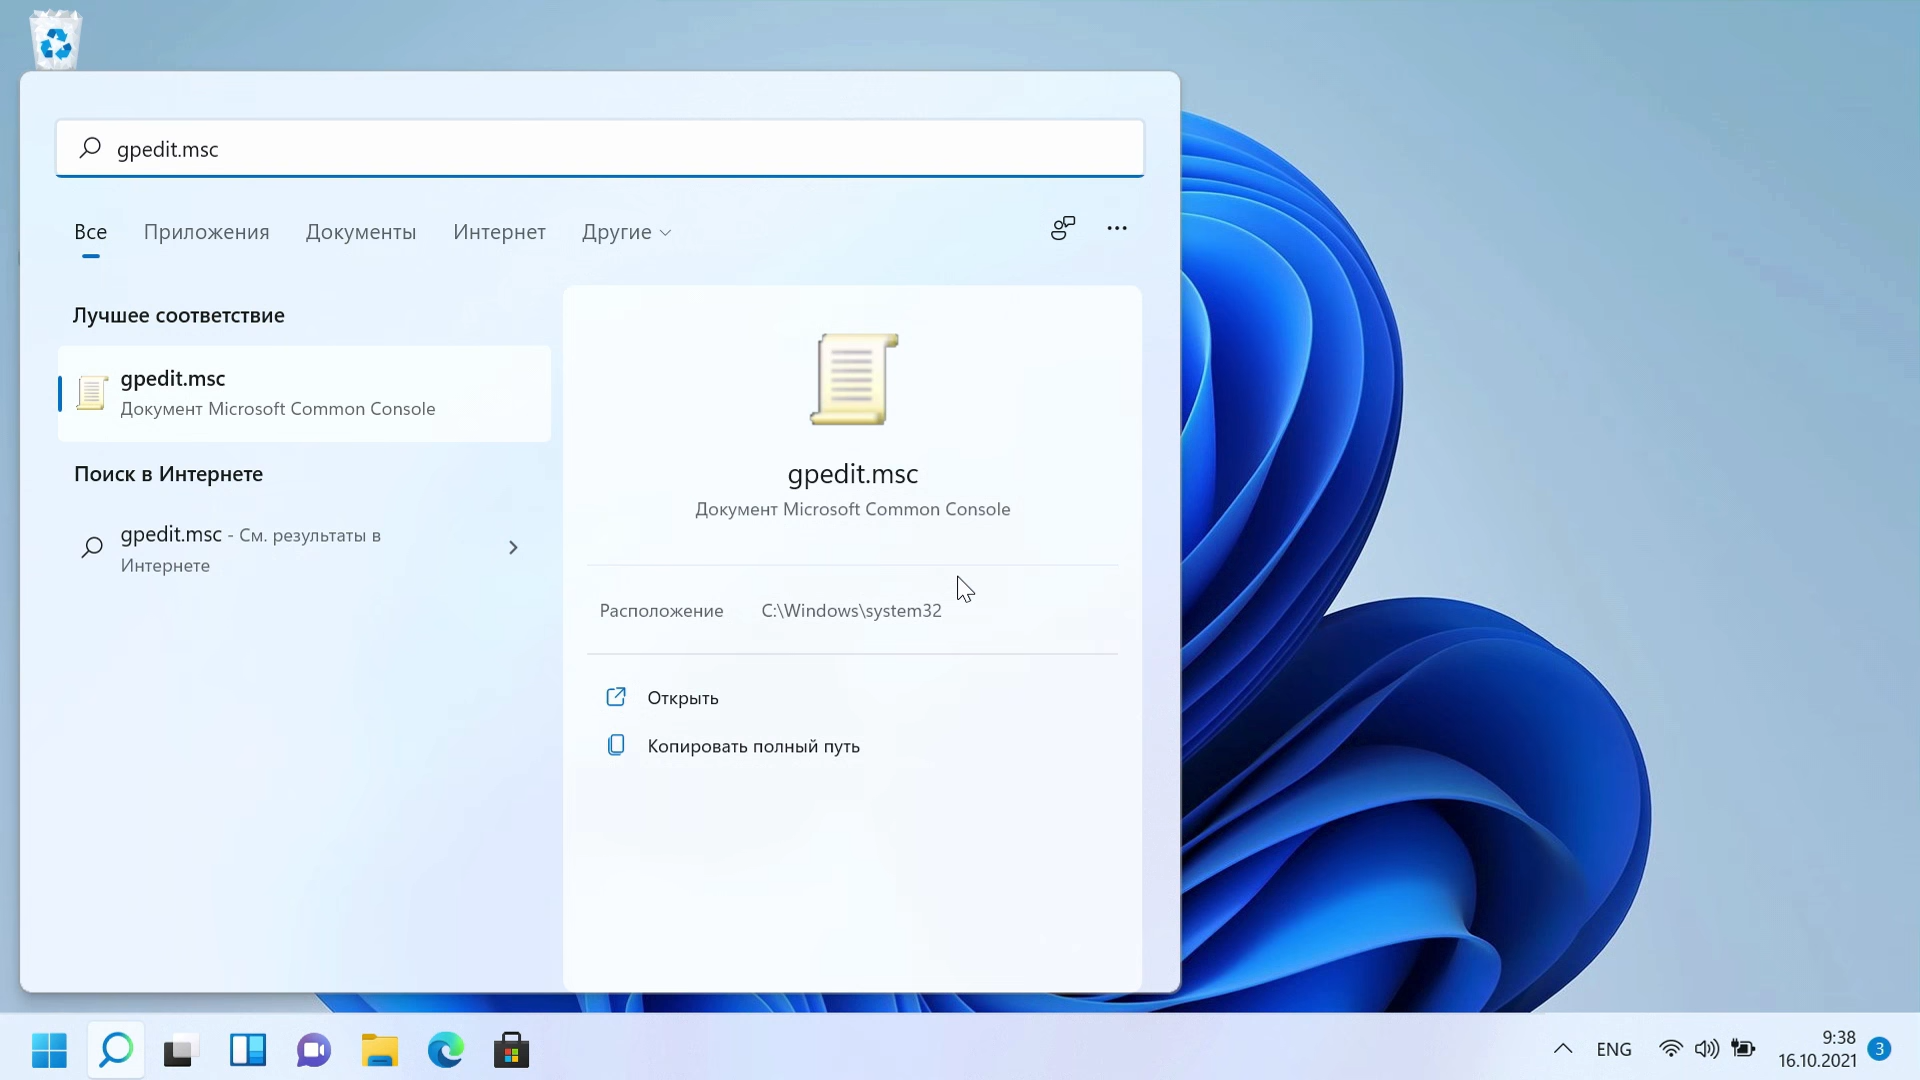 gpedit.msc
Все Приложения Документы Интернет Другие
Лучшее соответствие
gpedit.msc
Документ Microsoft Common Console
Поиск в Интернете
gpedit.msc - См. результаты в
Интернете
gpedit.msc
Документ Microsoft Common Console
Расположение C:\Windows\system32
Открыть
Копировать полный путь
ENG
9:38
16.10.2021
3